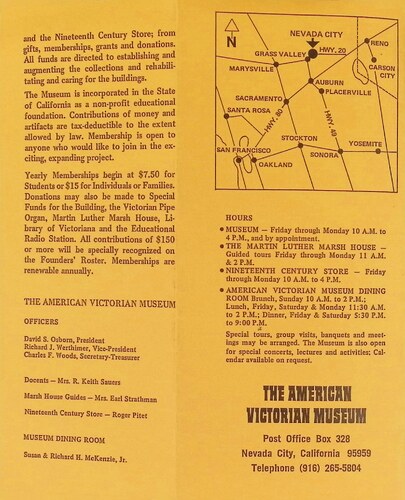 and the Nineteenth Century Store; from
gifts, memberships, grants and donations.
All funds are directed to establishing and
augmenting the collections and rehabili-
tating and caring for the buildings.
The Museum is incorporated in the State
of California as a non-profit educational
foundation. Contributions of money and
artifacts are tax-deductible to the extent
allowed by law. Membership is open to
anyone who would like to join in the ex-
citing, expanding project.
Yearly Memberships begin at $7.50 for
Students or $15 for Individuals or Families.
Donations may also be made to Special
Funds for the Building, the Victorian Pipe
Organ, Martin Luther Marsh House, Li-
brary of Victoriana and the Educational
Radio Station. All contributions of $150
or more will be specially recognized on
the Founders' Roster. Memberships are
renewable annually.
THE AMERICAN VICTORIAN MUSEUM
OFFICERS
David S. Osborn, President
Richard J. Werthimer, Vice-President
Charles F. Woods, Secretary-Treasurer
Docents – Mrs. R. Keith Sauers
Marsh House Guides – Mrs. Earl Strathman
Nineteenth Century Store – Roger Pitet
MUSEUM DINING ROOM
Susan & Richard H. McKenzie, Jr.
N
NEVADA CITY
HWY. 20
RENO
GRASS VALLEY
MARYSVILLE
CARSON
CITY
AUBURN
PLACERVILLE
SACRAMENTO
SANTA ROSA
HWY. 80
HWY. 49
STOCKTON
SAN FRANCISCO
SONORA
YOSEMITE
OAKLAND
HOURS
● MUSEUM – Friday through Monday 10 A.M. to
4 P.M., and by appointment.
● THE MARTIN LUTHER MARSH HOUSE –
Guided tours Friday through Monday 11 A.M.
& 2 P.M.
● NINETEENTH CENTURY STORE – Friday
through Monday 10 A.M. to 4 P.M.
● AMERICAN VICTORIAN MUSEUM DINING
ROOM Brunch, Sunday 10 A.M. to 2 P.M.;
Lunch, Friday, Saturday & Monday 11:30 A.M.
to 2 P.M.; Dinner, Friday & Saturday 5:30 P.M.
to 9:00 P.M.
Special tours, group visits, banquets and meet-
ings may be arranged. The Museum is also open
for special concerts, lectures and activities; Cal-
endar available on request.
THE AMERICAN
VICTORIAN MUSEUM
Post Office Box 328
Nevada City, California 95959
Telephone (916) 265-5804